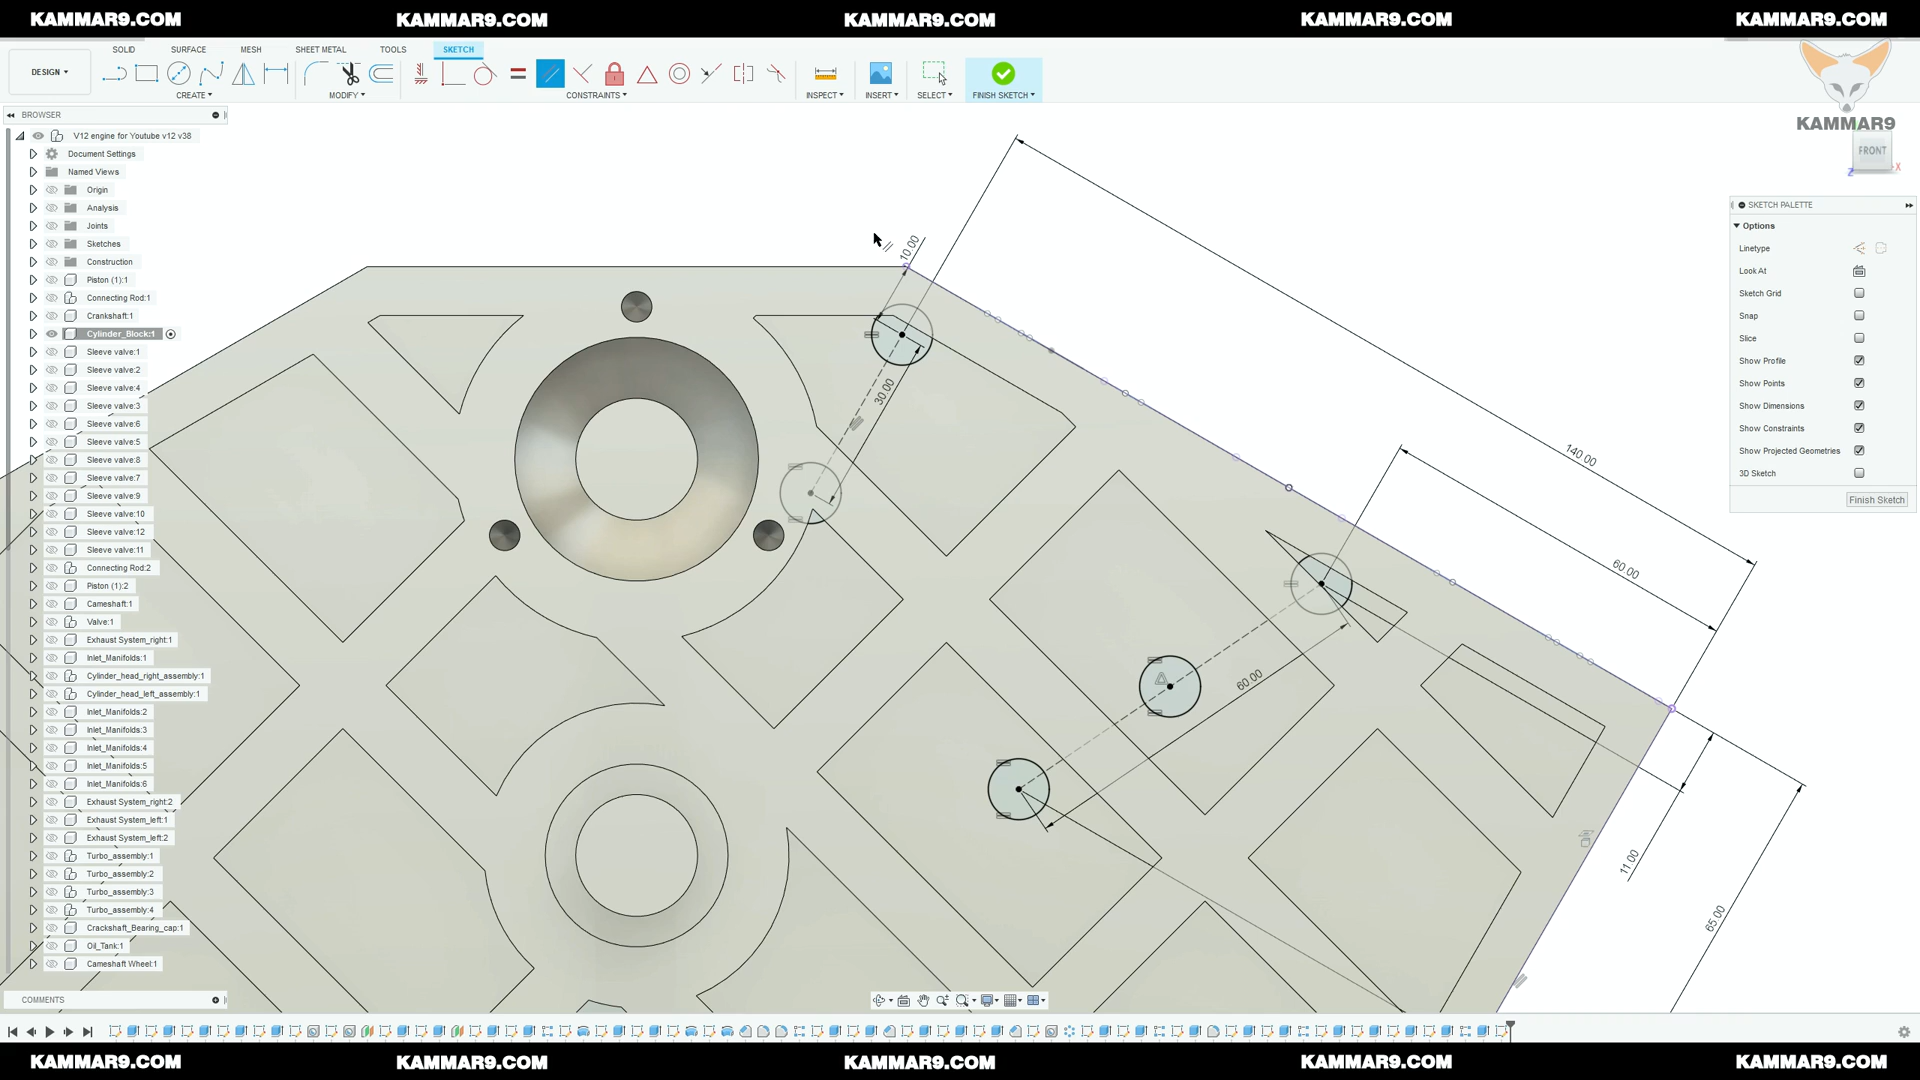 KAMMAR9.COM KAMMAR9.COM KAMMAR9.COM KAMMAR9.COM KAMMAR9.COM
SOLID SURFACE MESH SHEET METAL TOOLS SKETCH
DESIGN
CREATE MODIFY CONSTRAINTS INSPECT INSERT SELECT FINISH SKETCH
KAMMAR9
FRONT
X
Z
BROWSER
V12 engine for Youtube v12 v38
Document Settings
Named Views
Origin
Analysis
Joints
Sketches
Construction
Piston (1):1
Connecting Rod:1
Crankshaft:1
Cylinder_Block:1
Sleeve valve:1
Sleeve valve:2
Sleeve valve:4
Sleeve valve:3
Sleeve valve:6
Sleeve valve:5
Sleeve valve:8
Sleeve valve:7
Sleeve valve:9
Sleeve valve:10
Sleeve valve:12
Sleeve valve:11
Connecting Rod:2
Piston (1):2
Cameshaft:1
Valve:1
Exhaust System_right:1
Inlet_Manifolds:1
Cylinder_head_right_assembly:1
Cylinder_head_left_assembly:1
Inlet_Manifolds:2
Inlet_Manifolds:3
Inlet_Manifolds:4
Inlet_Manifolds:5
Inlet_Manifolds:6
Exhaust System_right:2
Exhaust System_left:1
Exhaust System_left:2
Turbo_assembly:1
Turbo_assembly:2
Turbo_assembly:3
Turbo_assembly:4
Crackshaft_Bearing_cap:1
Oil_Tank:1
Cameshaft Wheel:1
COMMENTS
10.00
30.00
140.00
60.00
60.00
11.00
65.00
SKETCH PALETTE
Options
Linetype
Look At
Sketch Grid
Snap
Slice
Show Profile
Show Points
Show Dimensions
Show Constraints
Show Projected Geometries
3D Sketch
Finish Sketch
KAMMAR9.COM KAMMAR9.COM KAMMAR9.COM KAMMAR9.COM KAMMAR9.COM